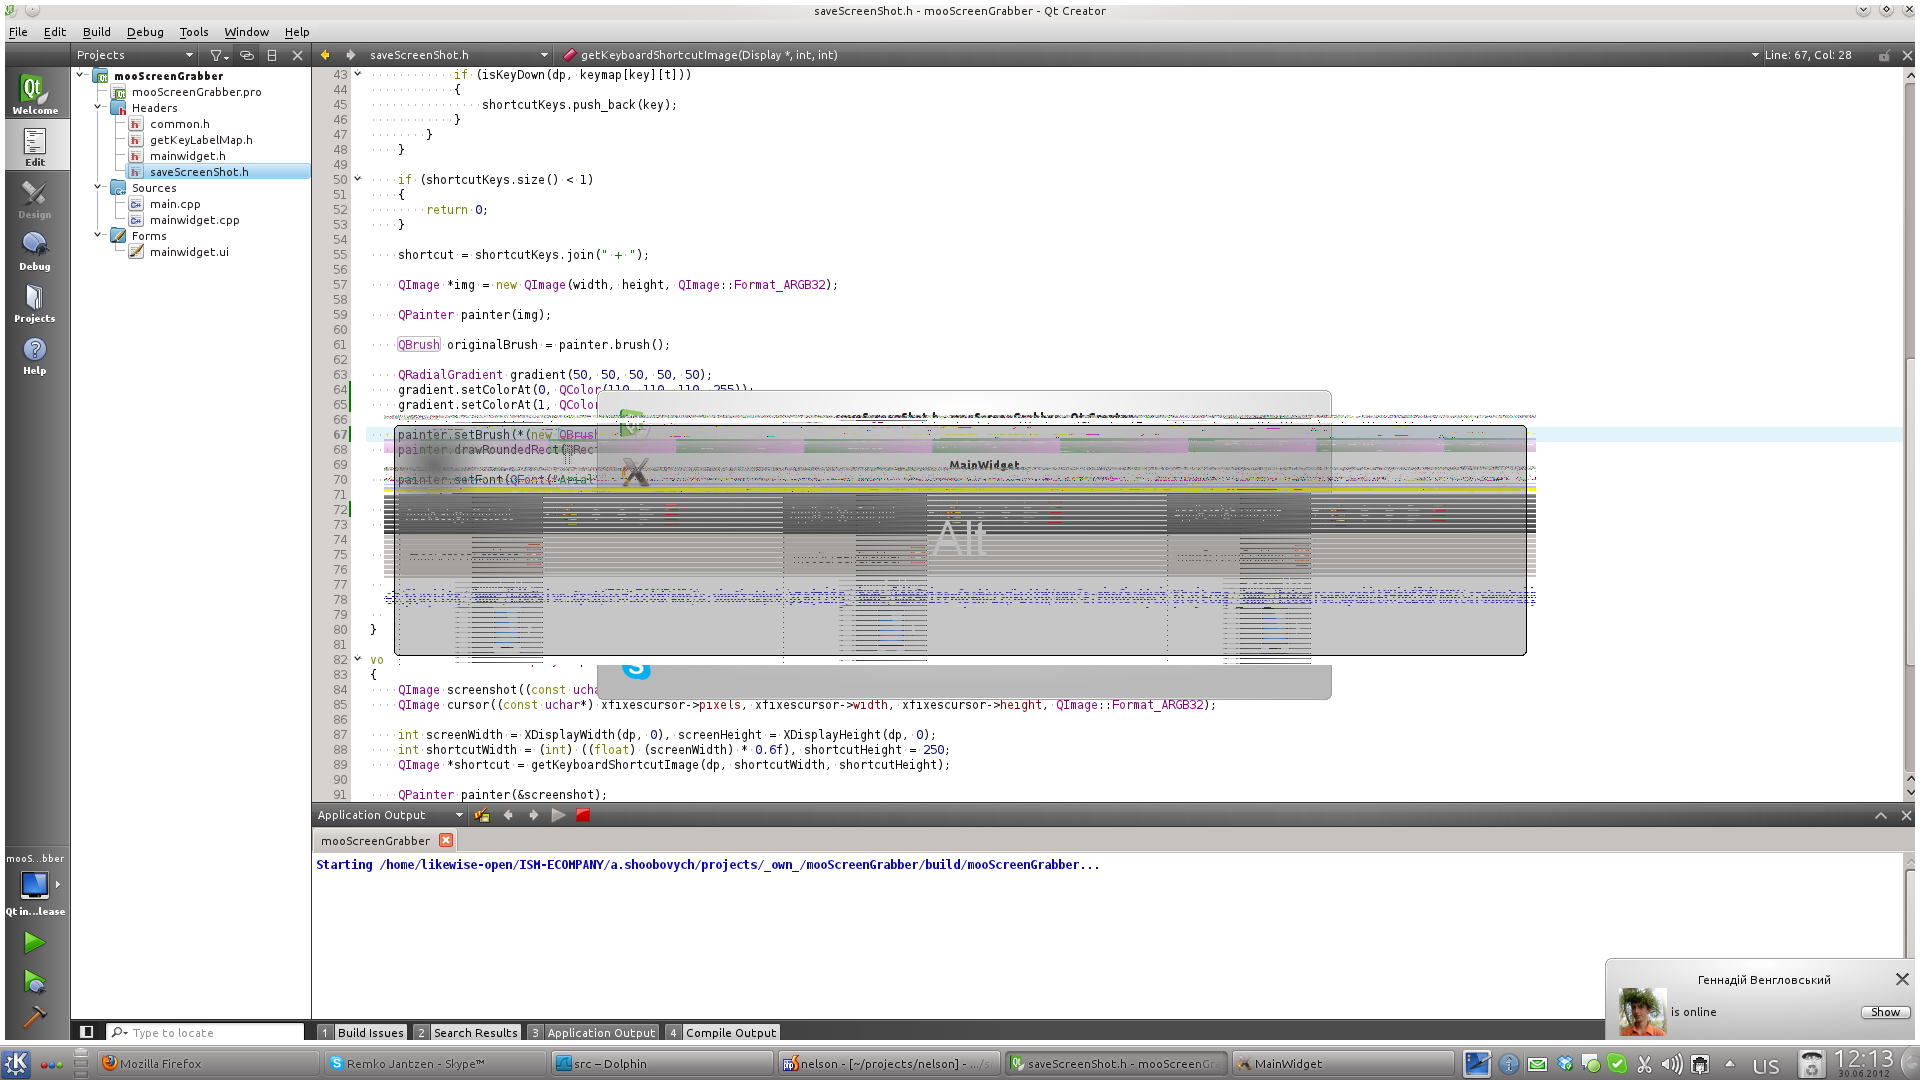 saveScreenShot.h - mooScreenGrabber - Qt Creator
File Edit Build Debug Tools Window Help
Projects
saveScreenShot.h
getKeyboardShortcutImage(Display *, int, int)
Line: 67, Col: 28
Welcome
Edit
Design
Debug
Projects
Help
mooScreenGrabber
mooScreenGrabber.pro
Headers
common.h
getKeyLabelMap.h
mainwidget.h
saveScreenShot.h
Sources
main.cpp
mainwidget.cpp
Forms
mainwidget.ui
43 if (isKeyDown(dp, keymap[key][t]))
44 {
45 shortcutKeys.push_back(key);
46 }
47 }
48 }
49
50 if (shortcutKeys.size() < 1)
51 {
52 return 0;
53 }
54
55 shortcut = shortcutKeys.join(" + ");
56
57 QImage *img = new QImage(width, height, QImage::Format_ARGB32);
58
59 QPainter painter(img);
60
61 QBrush originalBrush = painter.brush();
62
63 QRadialGradient gradient(50, 50, 50, 50, 50);
64 gradient.setColorAt(0, QColor(110, 110, 110, 255));
65 gradient.setColorAt(1, QColor
66
67 painter.setBrush(*(new QBrush
68 painter.drawRoundedRect(QRect
69
70 painter.setFont(QFont("Arial"
71
72
73
74
75
76
77
78
79
80 }
81
82 vo
83 {
84 QImage screenshot((const ucha
85 QImage cursor((const uchar*) xfixescursor->pixels, xfixescursor->width, xfixescursor->height, QImage::Format_ARGB32);
86
87 int screenWidth = XDisplayWidth(dp, 0), screenHeight = XDisplayHeight(dp, 0);
88 int shortcutWidth = (int) ((float) (screenWidth) * 0.6f), shortcutHeight = 250;
89 QImage *shortcut = getKeyboardShortcutImage(dp, shortcutWidth, shortcutHeight);
90
91 QPainter painter(&screenshot);
saveScreenShot.h - mooScreenGrabber - Qt Creator
MainWidget
Alt
Application Output
mooScreenGrabber
Starting /home/likewise-open/ISM-ECOMPANY/a.shoobovych/projects/_own_/mooScreenGrabber/build/mooScreenGrabber...
mooS...bber
Qt in...lease
Type to locate
1 Build Issues 2 Search Results 3 Application Output 4 Compile Output
Геннадій Венгловський
is online
Show
Mozilla Firefox
Remko Jantzen - Skype™
src – Dolphin
nelson - [~/projects/nelson] - .../s
saveScreenShot.h - mooScreenGr
MainWidget
US
12:13
30.06.2012